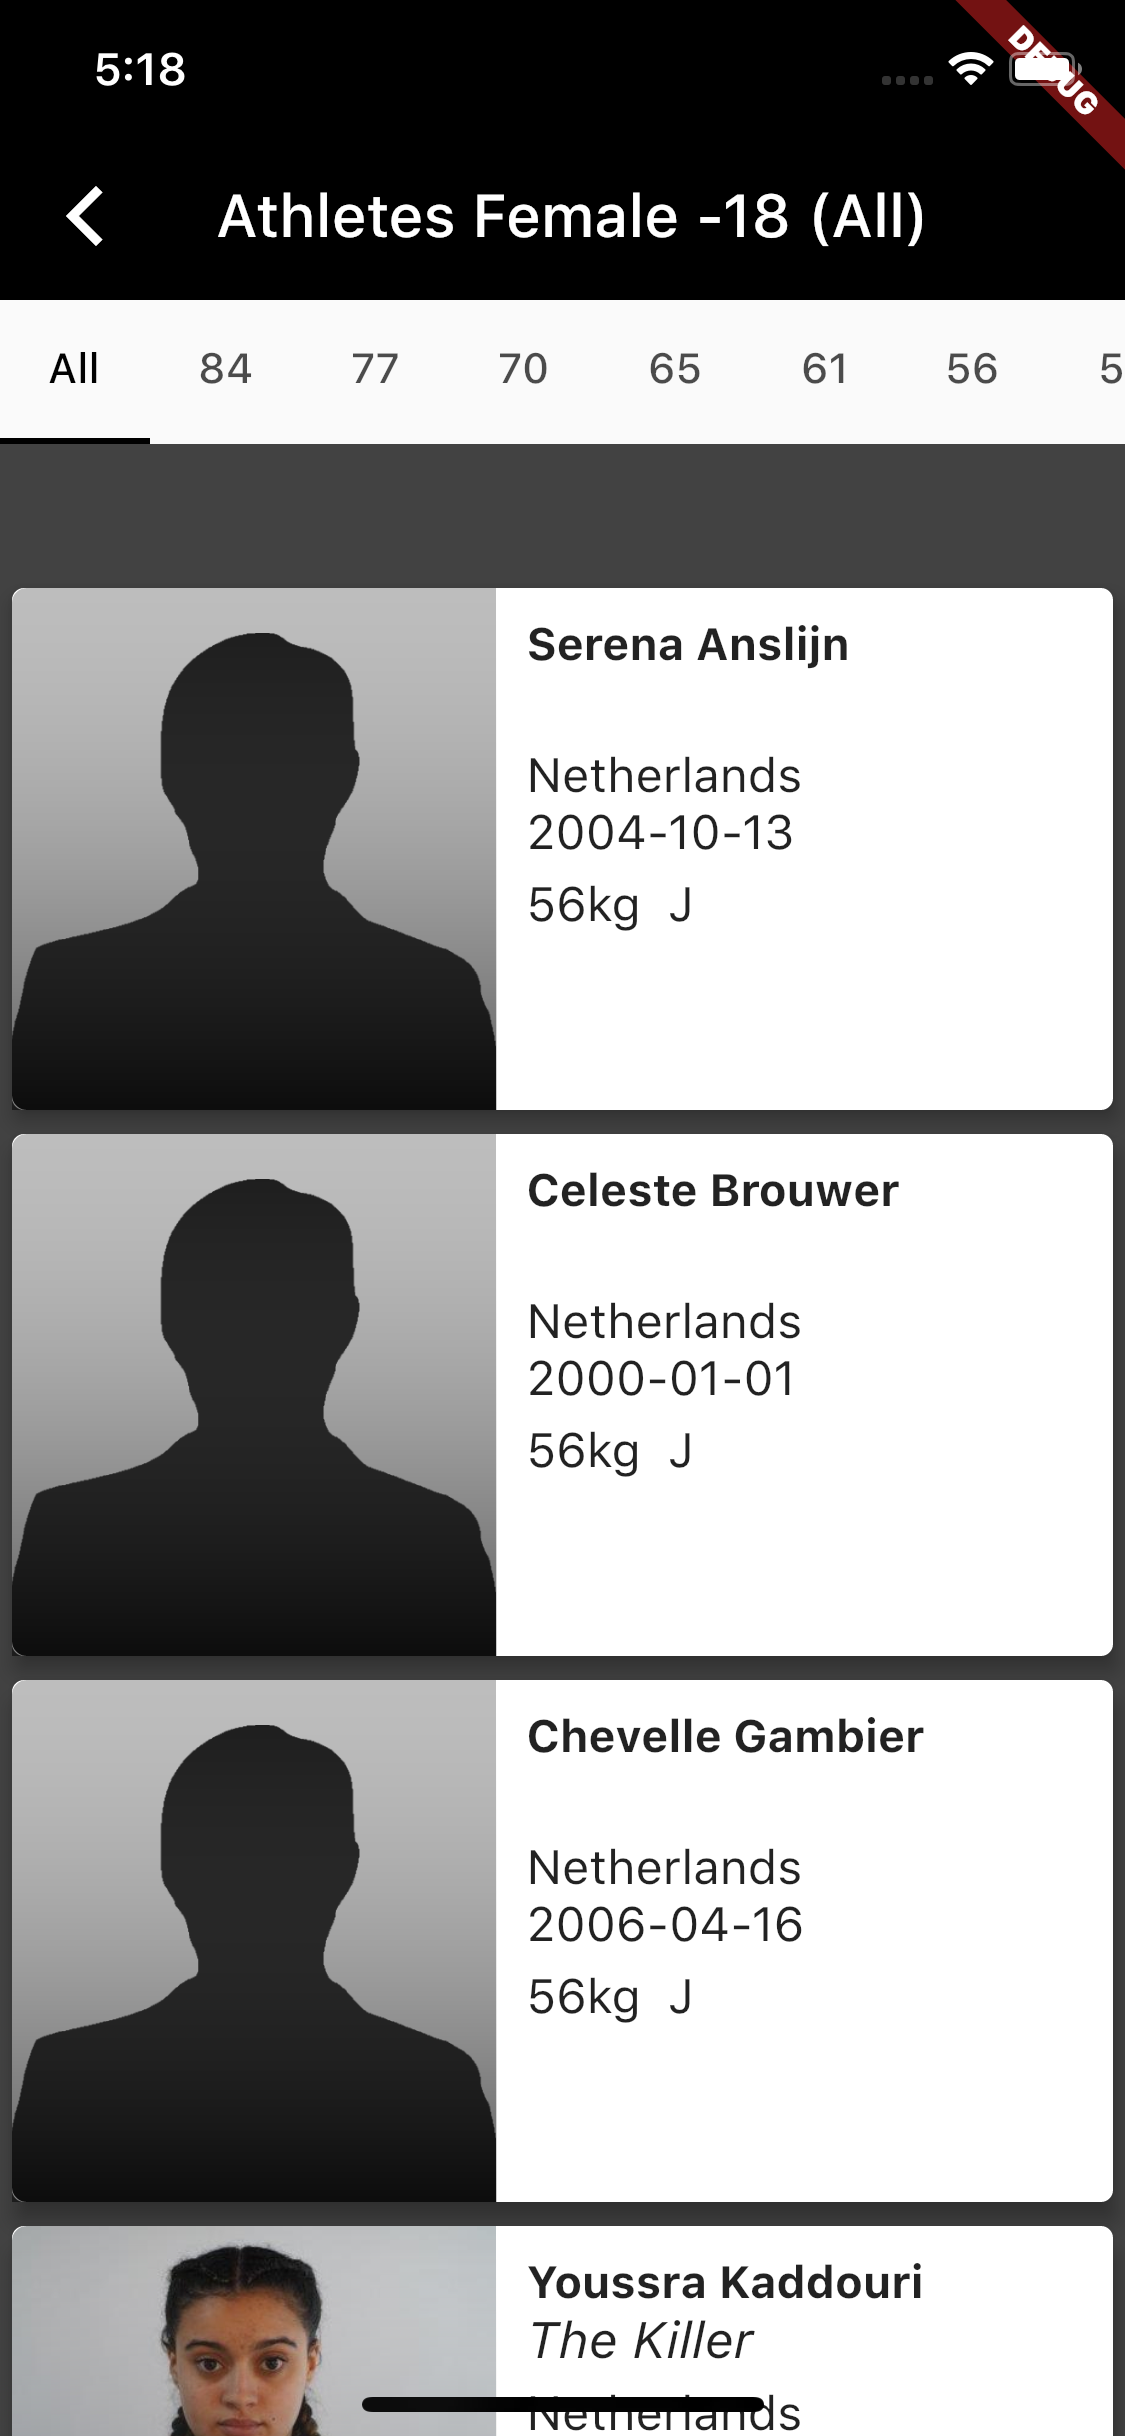 5:18
DEBUG
Athletes Female -18 (All)
All 84 77 70 65 61 56 5
Serena Anslijn
Netherlands
2004-10-13
56kg J
Celeste Brouwer
Netherlands
2000-01-01
56kg J
Chevelle Gambier
Netherlands
2006-04-16
56kg J
Youssra Kaddouri
The Killer
Netherlands